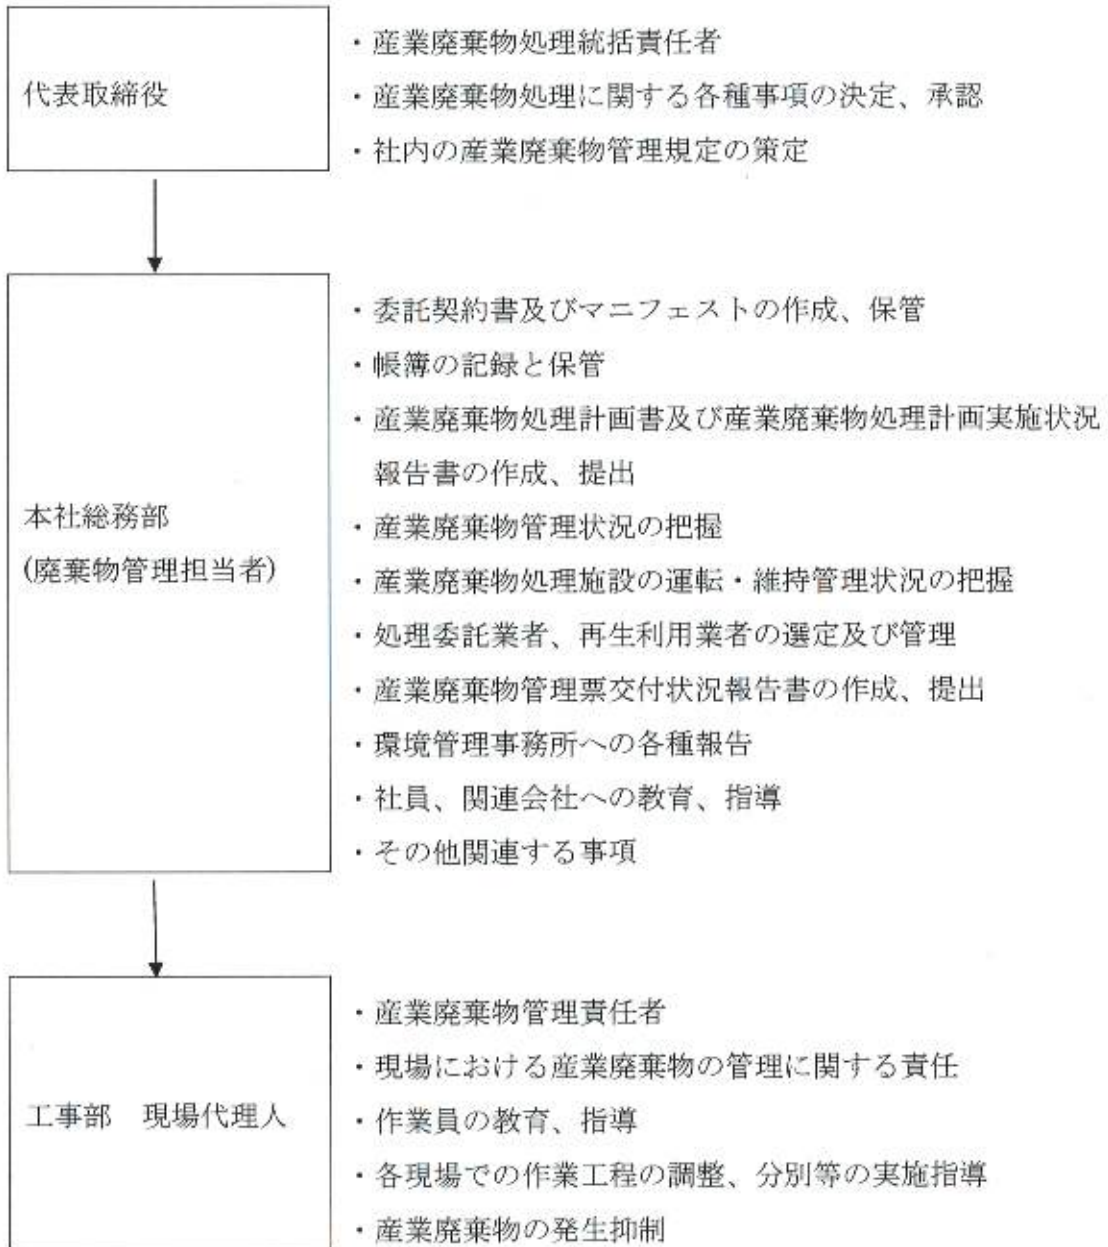 代表取締役
・産業廃棄物処理統括責任者
・産業廃棄物処理に関する各種事項の決定、承認
・社内の産業廃棄物管理規定の策定
本社総務部
(廃棄物管理担当者)
・委託契約書及びマニフェストの作成、保管
・帳簿の記録と保管
・産業廃棄物処理計画書及び産業廃棄物処理計画実施状況
報告書の作成、提出
・産業廃棄物管理状況の把握
・産業廃棄物処理施設の運転・維持管理状況の把握
・処理委託業者、再生利用業者の選定及び管理
・産業廃棄物管理票交付状況報告書の作成、提出
・環境管理事務所への各種報告
・社員、関連会社への教育、指導
・その他関連する事項
工事部　現場代理人
・産業廃棄物管理責任者
・現場における産業廃棄物の管理に関する責任
・作業員の教育、指導
・各現場での作業工程の調整、分別等の実施指導
・産業廃棄物の発生抑制